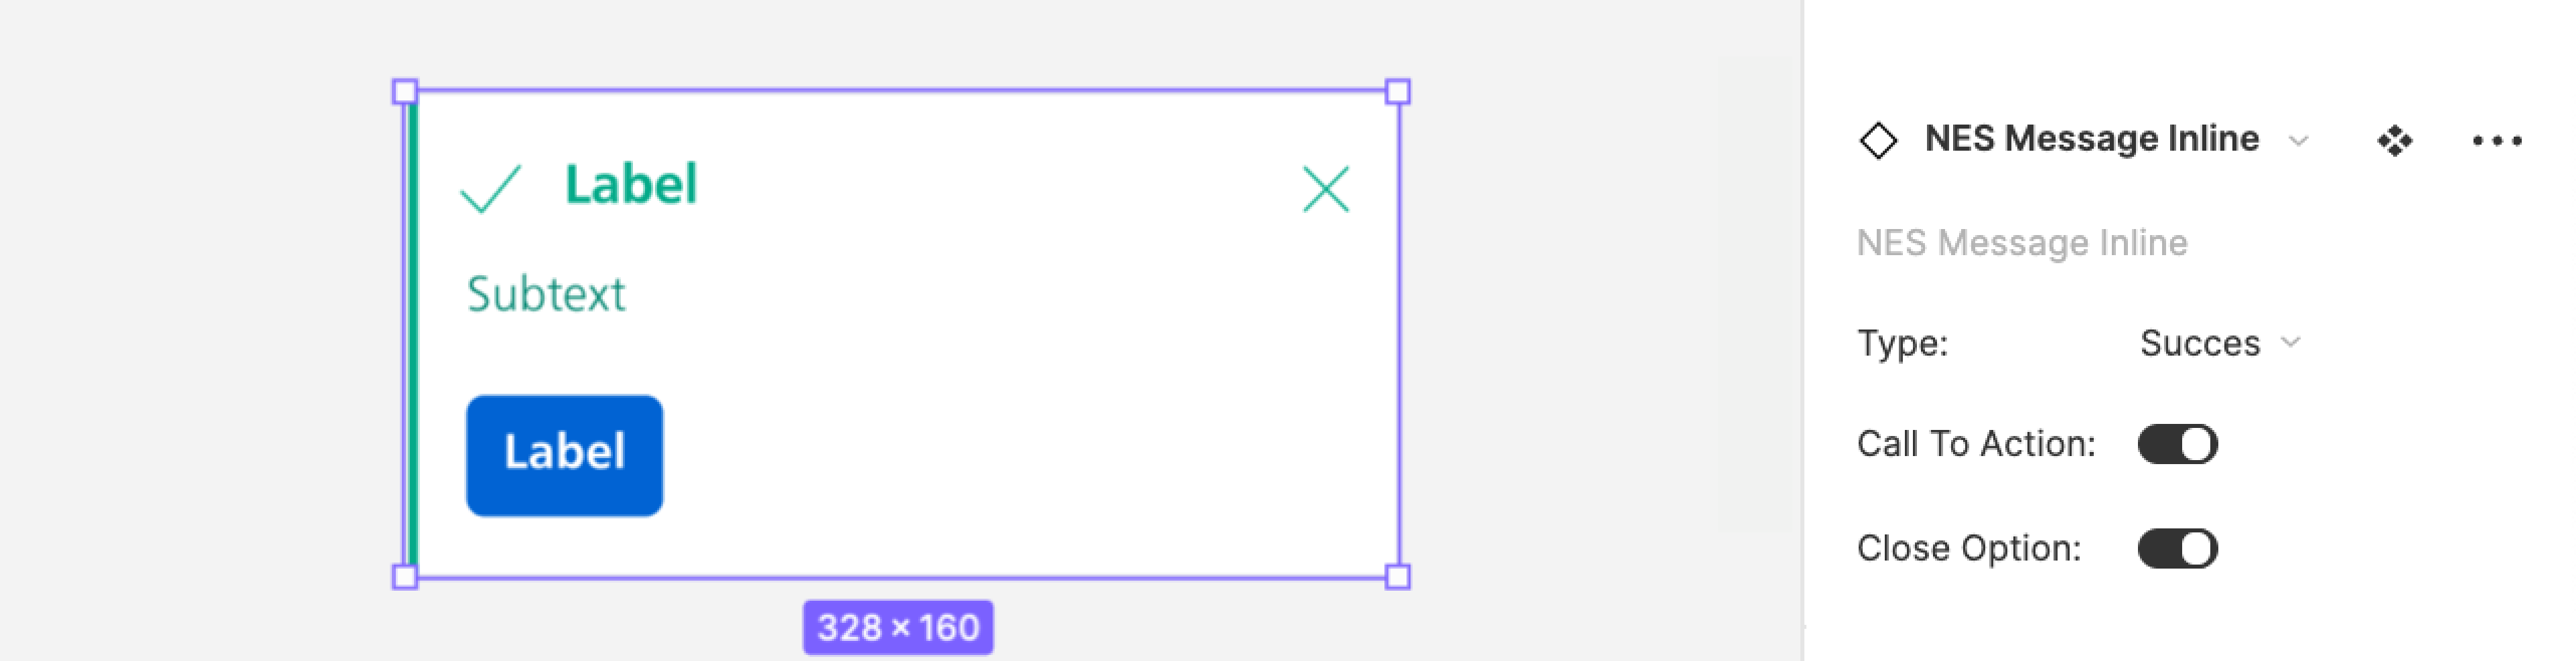 Label
Subtext
Label
328 × 160
NES Message Inline
NES Message Inline
Type: Succes
Call To Action:
Close Option: